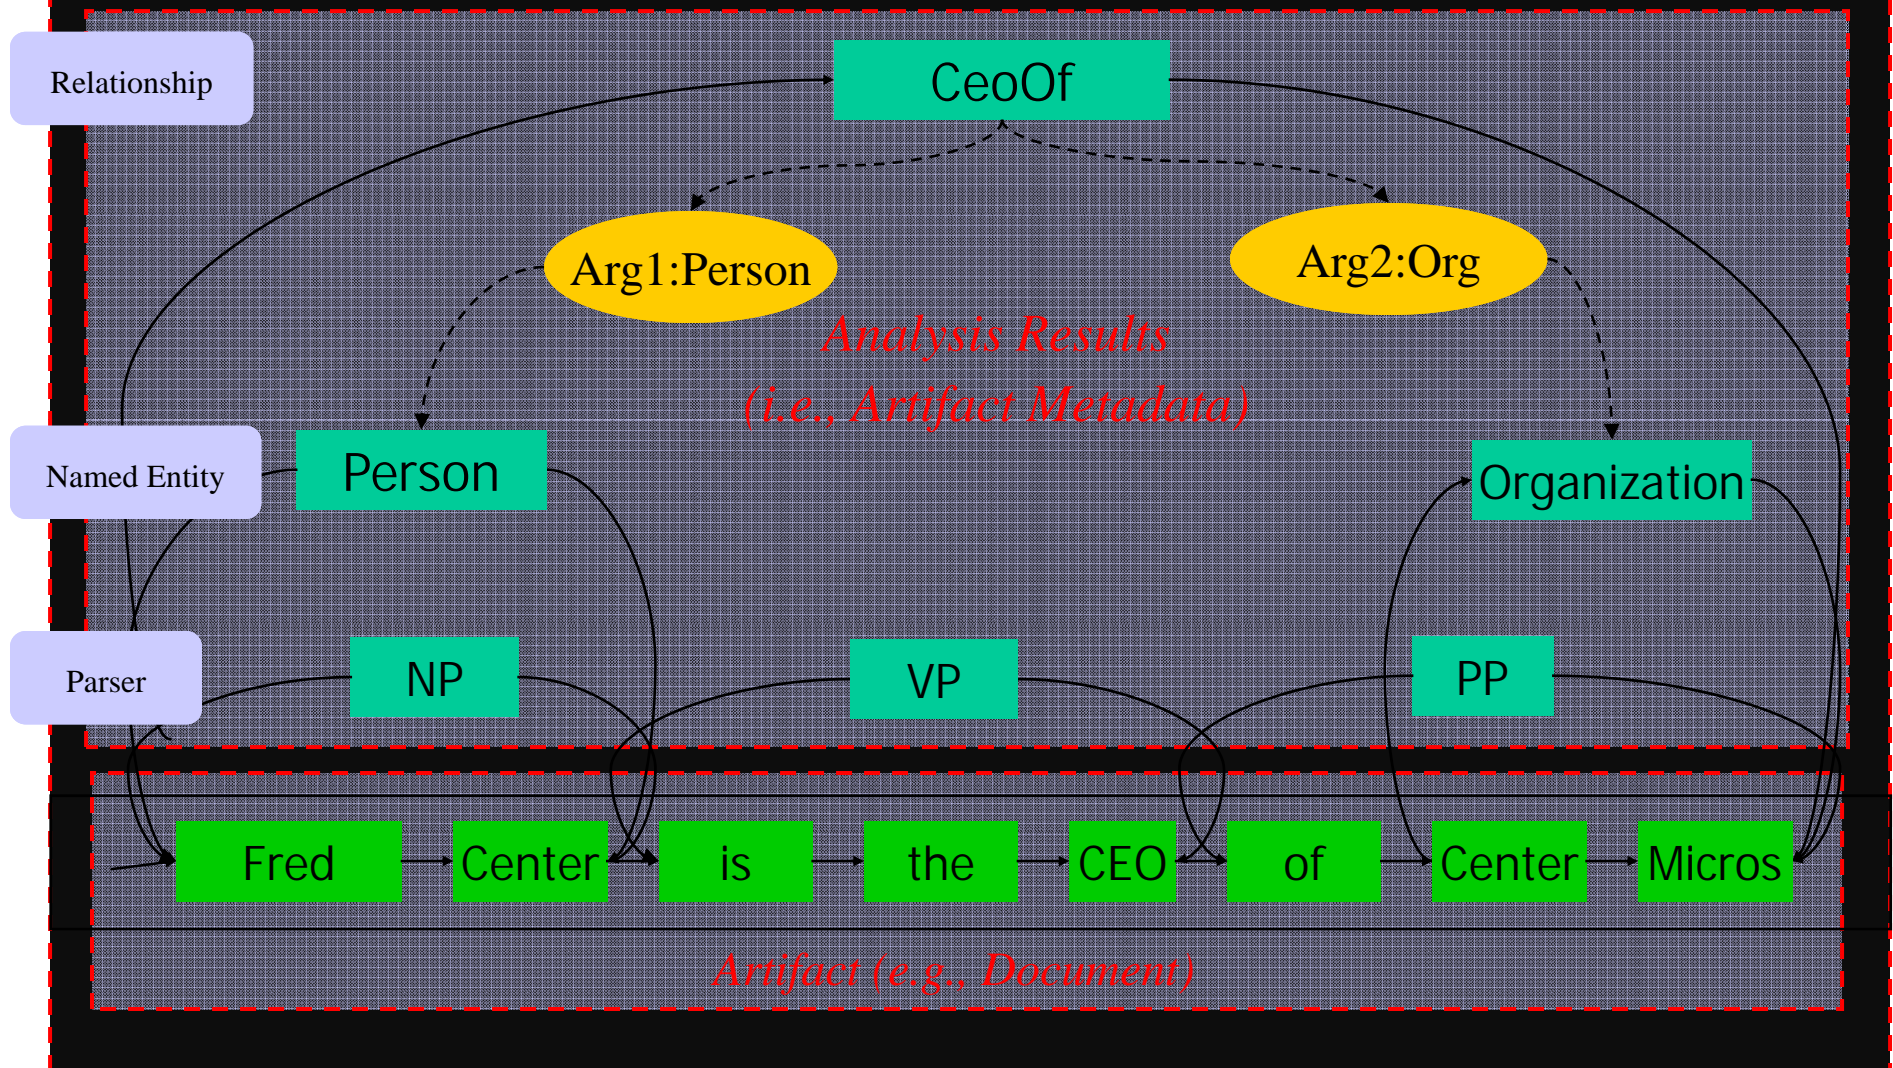 Relationship
CeoOf
Arg1:Person
Arg2:Org
Analysis Results
(i.e., Artifact Metadata)
Named Entity
Person
Organization
Parser
NP
VP
PP
Fred Center is the CEO of Center Micros
Artifact (e.g., Document)